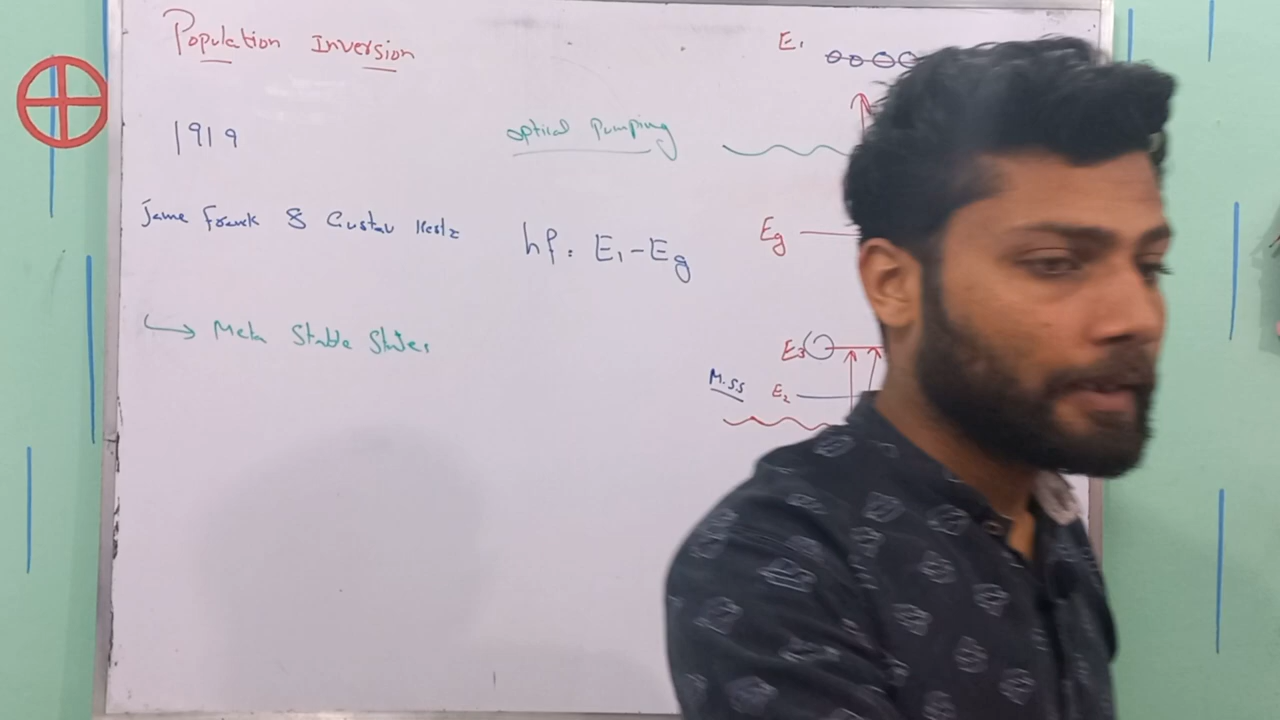 Population Inversion
1919
Jame Franck & Gustav Hertz
Meta Stable States
optical Pumping
hf = E₁-Eg
E₁
Eg
E₃
M.SS
E₂